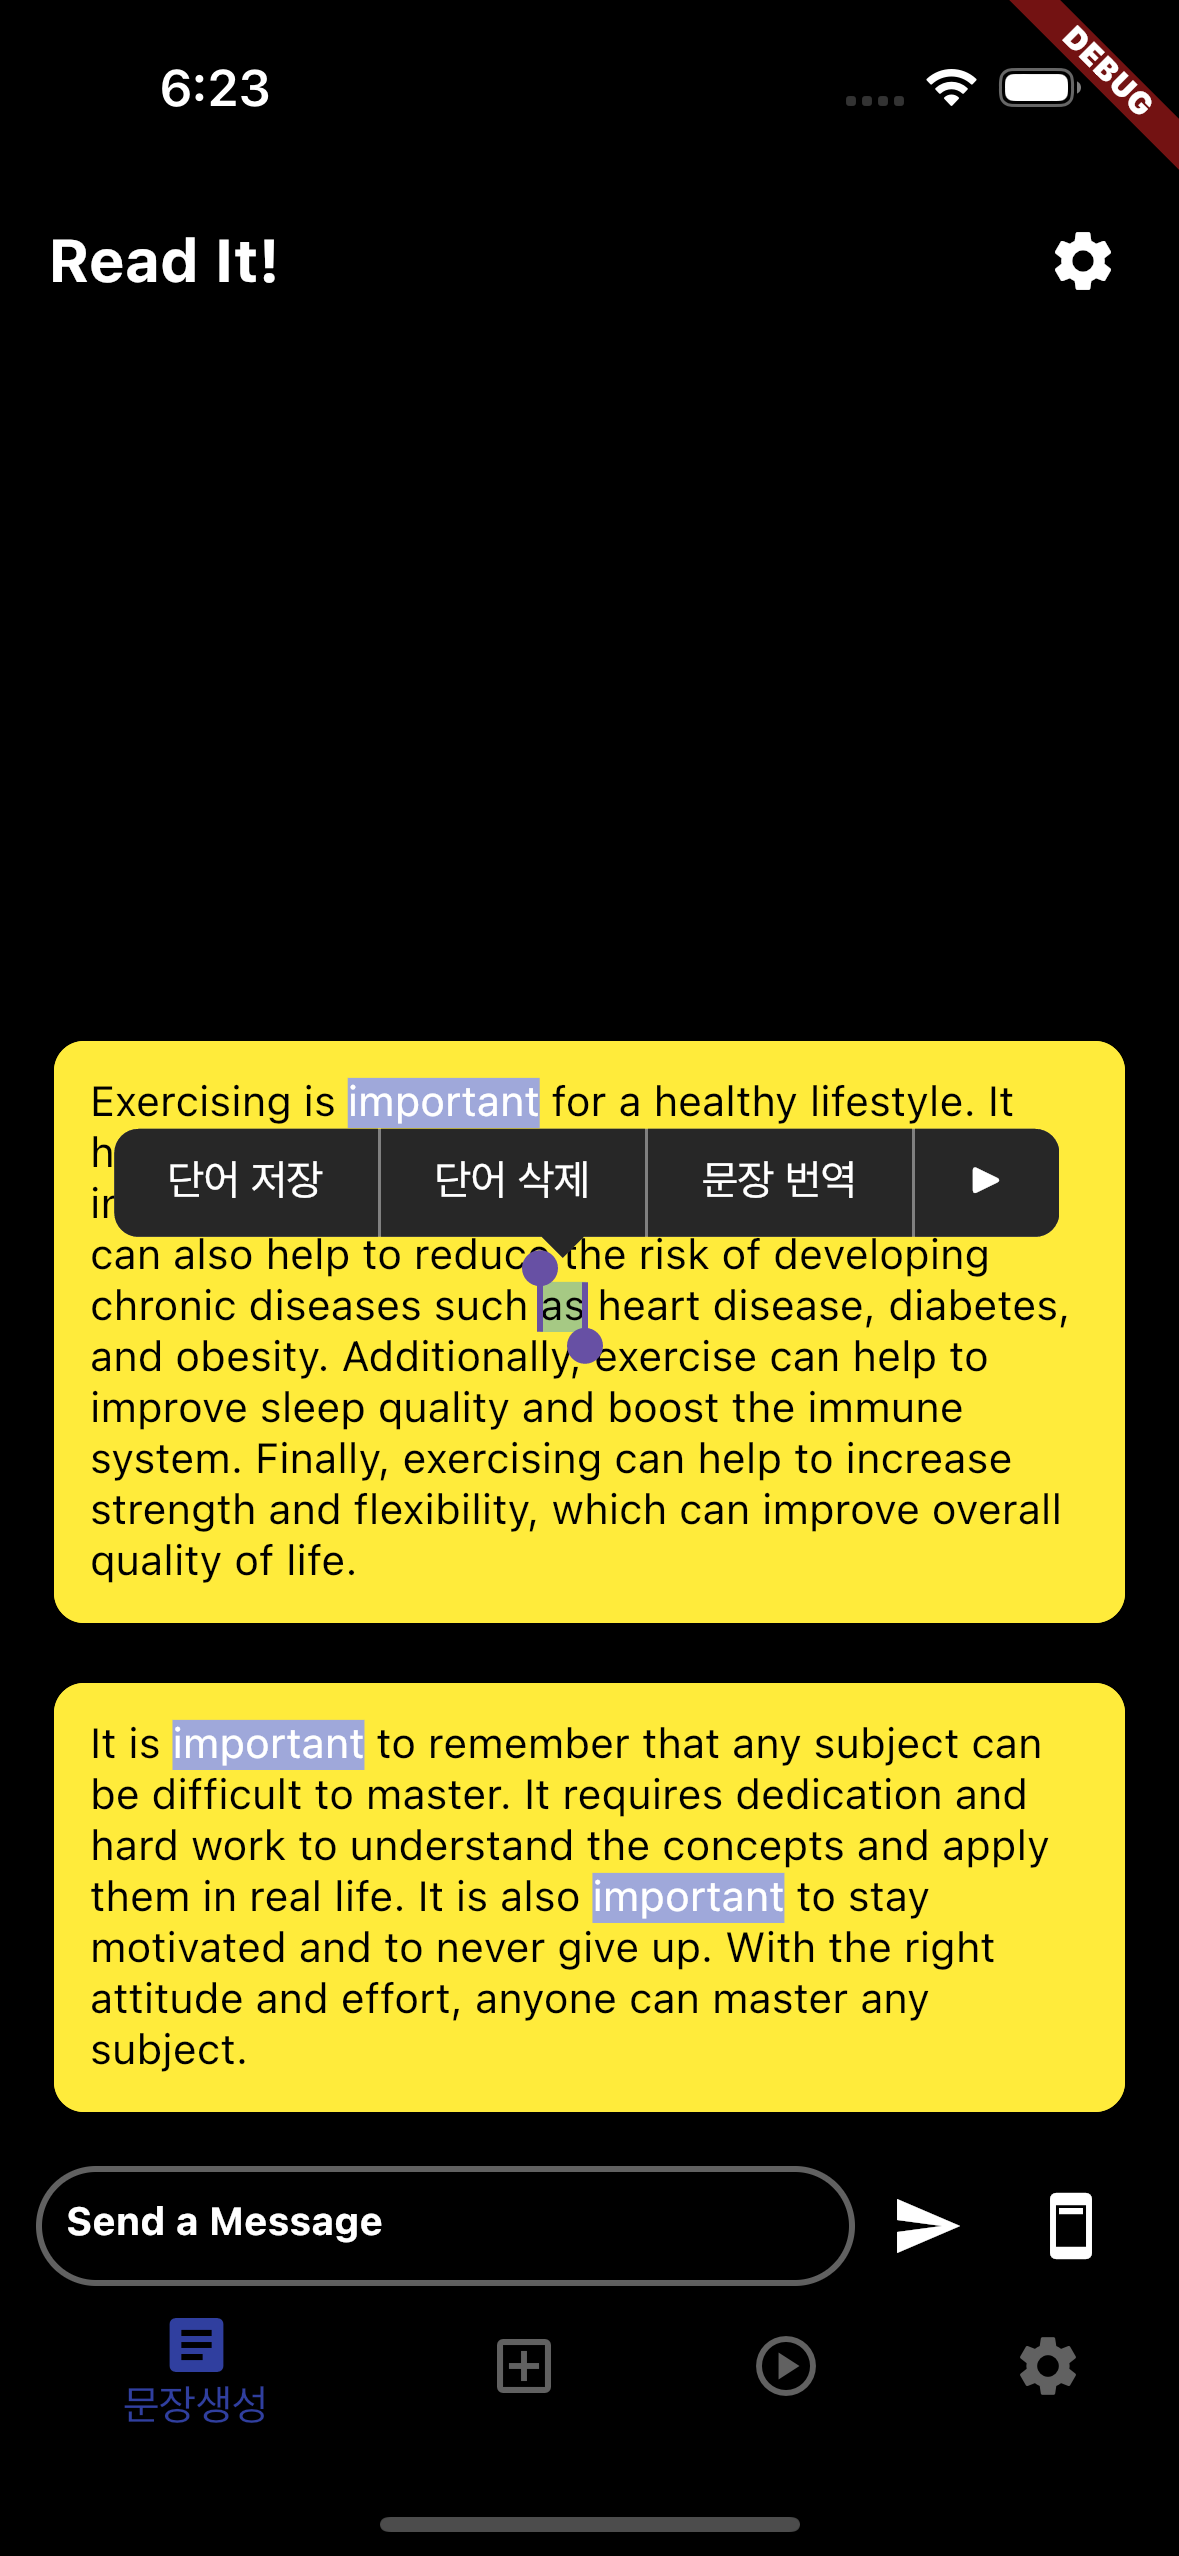 6:23
DEBUG
Read It!
Exercising is important for a healthy lifestyle. It
단어 저장 단어 삭제 문장 번역
can also help to reduce the risk of developing
chronic diseases such as heart disease, diabetes,
and obesity. Additionally, exercise can help to
improve sleep quality and boost the immune
system. Finally, exercising can help to increase
strength and flexibility, which can improve overall
quality of life.
It is important to remember that any subject can
be difficult to master. It requires dedication and
hard work to understand the concepts and apply
them in real life. It is also important to stay
motivated and to never give up. With the right
attitude and effort, anyone can master any
subject.
Send a Message
문장생성